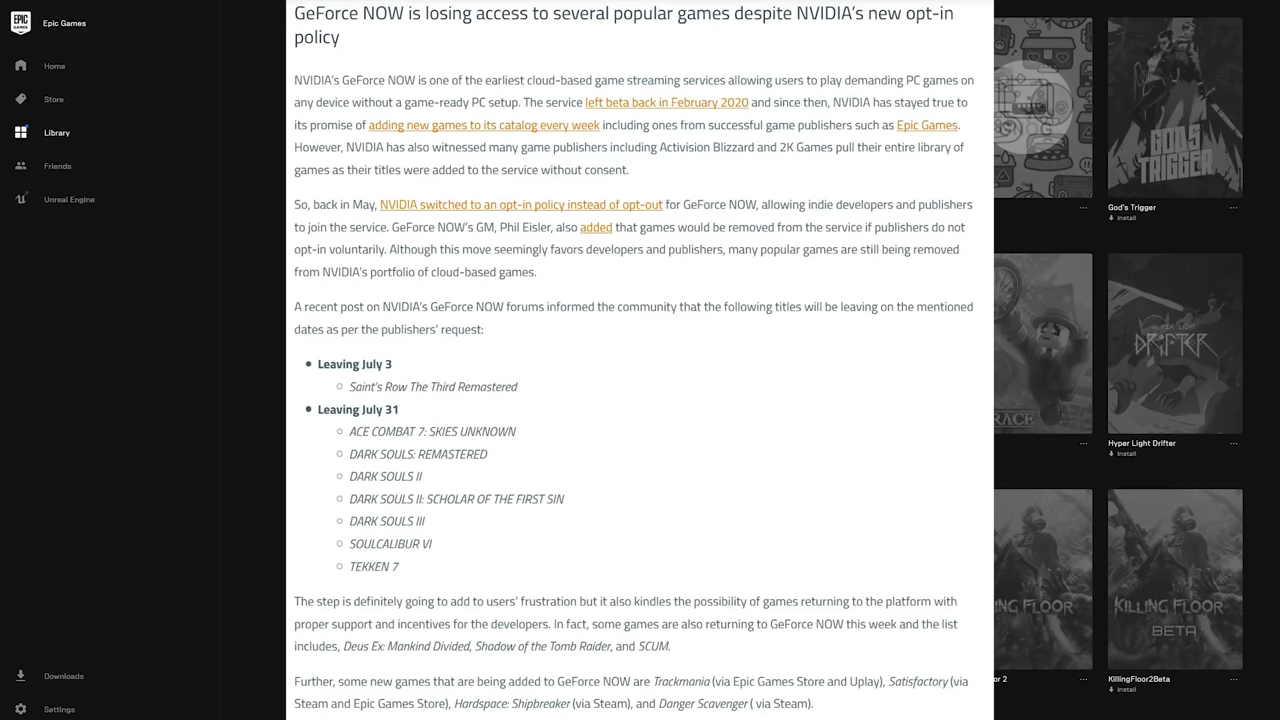 EPIC GAMES
Epic Games
Home
Store
Library
Friends
Unreal Engine
Downloads
Settings
GeForce NOW is losing access to several popular games despite NVIDIA’s new opt-in
policy
NVIDIA’s GeForce NOW is one of the earliest cloud-based game streaming services allowing users to play demanding PC games on
any device without a game-ready PC setup. The service left beta back in February 2020 and since then, NVIDIA has stayed true to
its promise of adding new games to its catalog every week including ones from successful game publishers such as Epic Games.
However, NVIDIA has also witnessed many game publishers including Activision Blizzard and 2K Games pull their entire library of
games as their titles were added to the service without consent.
So, back in May, NVIDIA switched to an opt-in policy instead of opt-out for GeForce NOW, allowing indie developers and publishers
to join the service. GeForce NOW’s GM, Phil Eisler, also added that games would be removed from the service if publishers do not
opt-in voluntarily. Although this move seemingly favors developers and publishers, many popular games are still being removed
from NVIDIA’s portfolio of cloud-based games.
A recent post on NVIDIA’s GeForce NOW forums informed the community that the following titles will be leaving on the mentioned
dates as per the publishers’ request:
Leaving July 3
Saint’s Row The Third Remastered
Leaving July 31
ACE COMBAT 7: SKIES UNKNOWN
DARK SOULS: REMASTERED
DARK SOULS II
DARK SOULS II: SCHOLAR OF THE FIRST SIN
DARK SOULS III
SOULCALIBUR VI
TEKKEN 7
The step is definitely going to add to users’ frustration but it also kindles the possibility of games returning to the platform with
proper support and incentives for the developers. In fact, some games are also returning to GeForce NOW this week and the list
includes, Deus Ex: Mankind Divided, Shadow of the Tomb Raider, and SCUM.
Further, some new games that are being added to GeForce NOW are Trackmania (via Epic Games Store and Uplay), Satisfactory (via
Steam and Epic Games Store), Hardspace: Shipbreaker (via Steam), and Danger Scavenger ( via Steam).
GODS
TRIGGER
God's Trigger
Install
RACE
HYPER LIGHT
DRIFTER
Hyper Light Drifter
Install
NG FLOOR
or 2
KILLING FLOOR
BETA
KillingFloor2Beta
Install